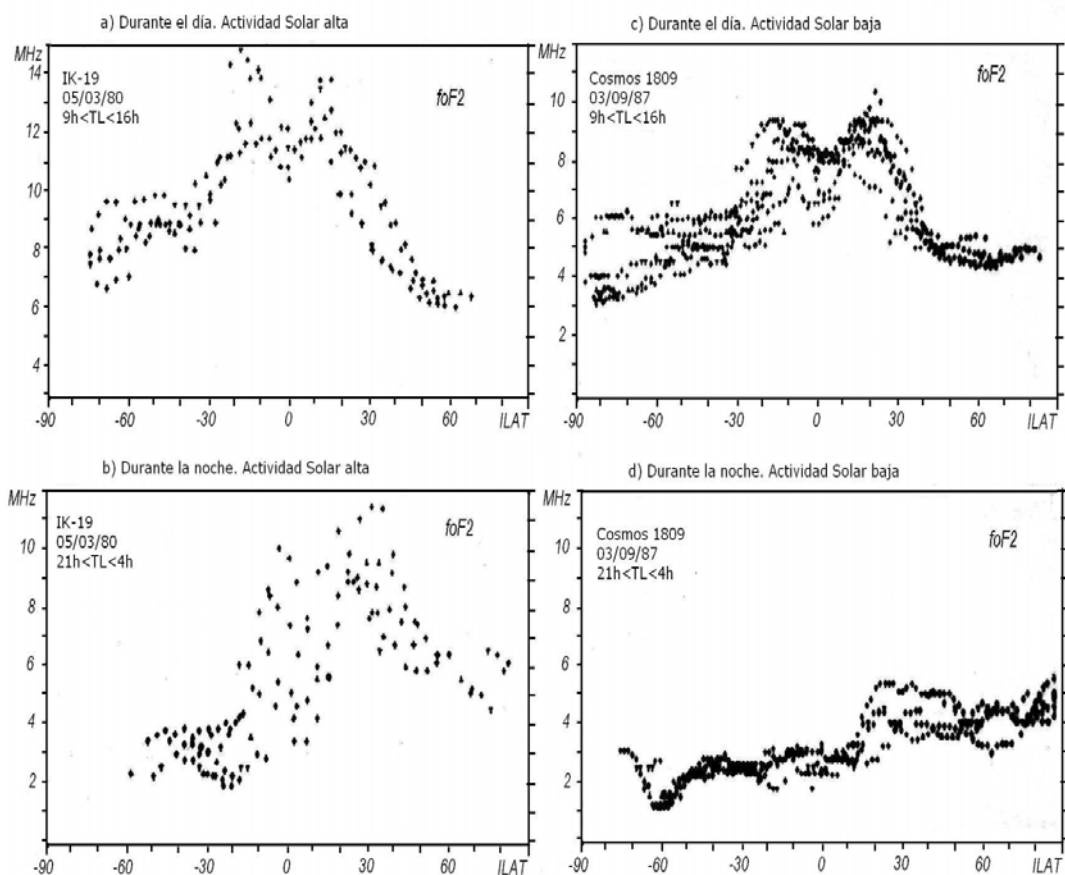 a) Durante el día. Actividad Solar alta
MHz
14
12
10
8
6
4
IK-19
05/03/80
9h<TL<16h
foF2
-90 -60 -30 0 30 60 ILAT
c) Durante el día. Actividad Solar baja
MHz
10
8
6
4
2
Cosmos 1809
03/09/87
9h<TL<16h
foF2
-90 -60 -30 0 30 60 ILAT
b) Durante la noche. Actividad Solar alta
MHz
10
8
6
4
2
IK-19
05/03/80
21h<TL<4h
foF2
-90 -60 -30 0 30 60 ILAT
d) Durante la noche. Actividad Solar baja
MHz
10
8
6
4
2
Cosmos 1809
03/09/87
21h<TL<4h
foF2
-90 -60 -30 0 30 60 ILAT